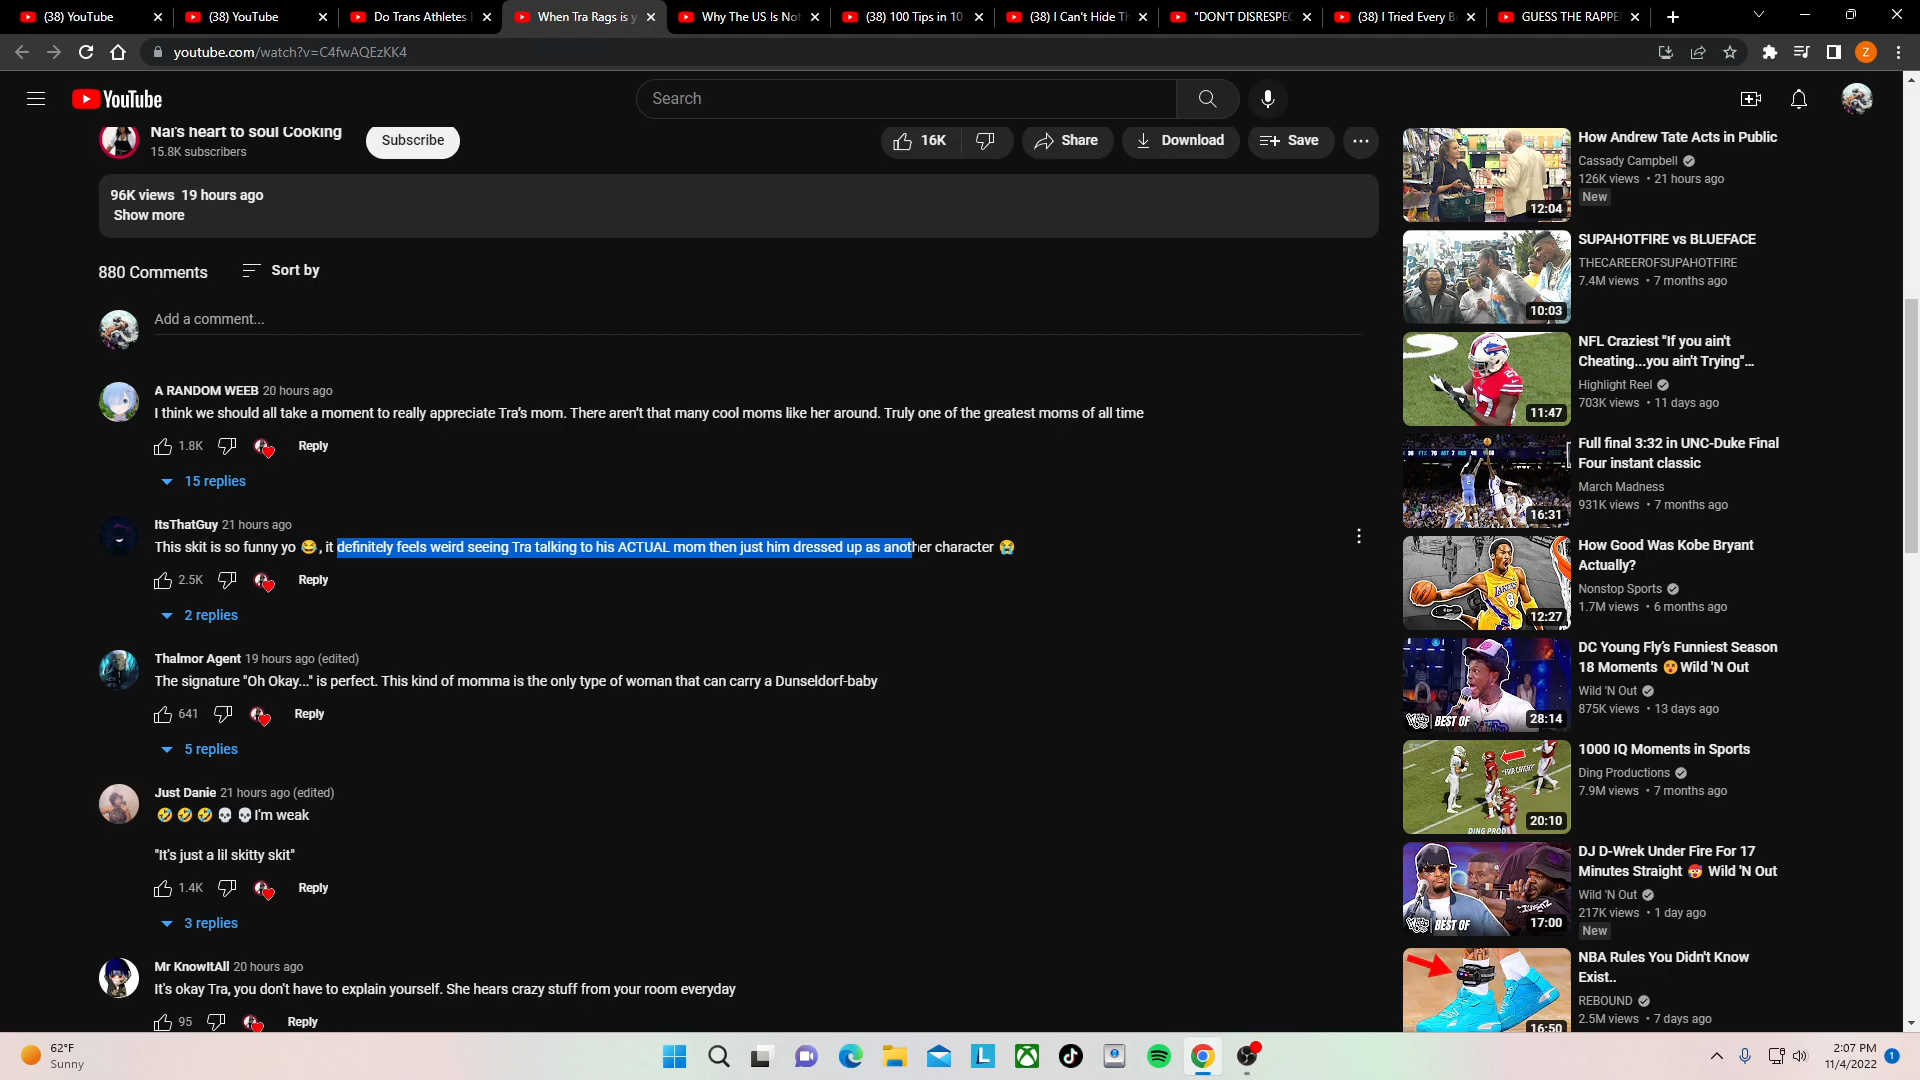 (38) YouTube
(38) YouTube
Do Trans Athletes
When Tra Rags is y
Why The US Is Not
(38) 100 Tips in 10
(38) I Can't Hide Th
"DON'T DISRESPEC
(38) I Tried Every B
GUESS THE RAPPE
youtube.com/watch?v=C4fwAQEzKK4
Z
YouTube
Search
Nai's heart to soul Cooking
15.8K subscribers
Subscribe
16K
Share
Download
Save
96K views 19 hours ago
Show more
880 Comments
Sort by
Add a comment...
A RANDOM WEEB 20 hours ago
I think we should all take a moment to really appreciate Tra's mom. There aren't that many cool moms like her around. Truly one of the greatest moms of all time
1.8K
Reply
15 replies
ItsThatGuy 21 hours ago
This skit is so funny yo 😂, it definitely feels weird seeing Tra talking to his ACTUAL mom then just him dressed up as another character 😭
2.5K
Reply
2 replies
Thalmor Agent 19 hours ago (edited)
The signature "Oh Okay..." is perfect. This kind of momma is the only type of woman that can carry a Dunseldorf-baby
641
Reply
5 replies
Just Danie 21 hours ago (edited)
🤣🤣🤣💀💀I'm weak
"It's just a lil skitty skit"
1.4K
Reply
3 replies
Mr KnowItAll 20 hours ago
It's okay Tra, you don't have to explain yourself. She hears crazy stuff from your room everyday
95
Reply
12:04
How Andrew Tate Acts in Public
Cassady Campbell
126K views • 21 hours ago
New
10:03
SUPAHOTFIRE vs BLUEFACE
THECAREEROFSUPAHOTFIRE
7.4M views • 7 months ago
11:47
NFL Craziest "If you ain't
Cheating...you ain't Trying"...
Highlight Reel
703K views • 11 days ago
16:31
Full final 3:32 in UNC-Duke Final
Four instant classic
March Madness
931K views • 7 months ago
12:27
How Good Was Kobe Bryant
Actually?
Nonstop Sports
1.7M views • 6 months ago
BEST OF
28:14
DC Young Fly's Funniest Season
18 Moments 😲Wild 'N Out
Wild 'N Out
875K views • 13 days ago
DING PROD
20:10
1000 IQ Moments in Sports
Ding Productions
7.9M views • 7 months ago
BEST OF
17:00
DJ D-Wrek Under Fire For 17
Minutes Straight 🤯 Wild 'N Out
Wild 'N Out
217K views • 1 day ago
New
16:50
NBA Rules You Didn't Know
Exist..
REBOUND
2.5M views • 7 days ago
62°F
Sunny
2:07 PM
11/4/2022
1